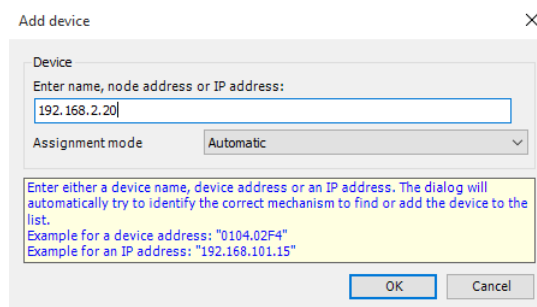 Add device
Device
Enter name, node address or IP address:
192.168.2.20
Assignment mode Automatic
Enter either a device name, device address or an IP address. The dialog will
automatically try to identify the correct mechanism to find or add the device to the
list.
Example for a device address: "0104.02F4"
Example for an IP address: "192.168.101.15"
OK Cancel